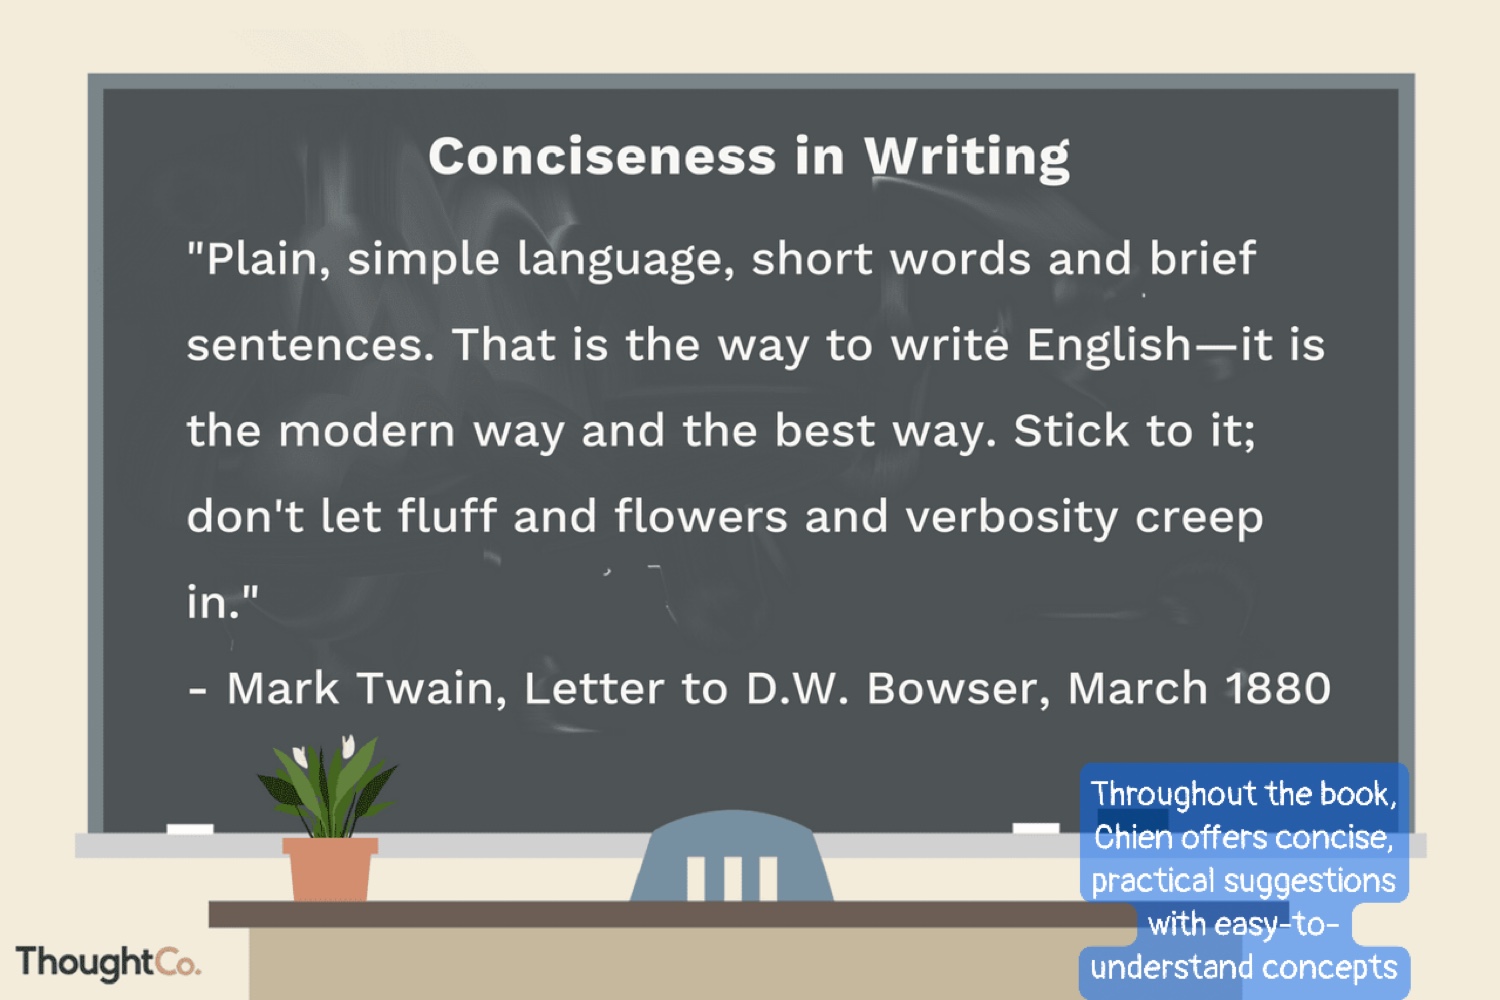 Conciseness in Writing
"Plain, simple language, short words and brief
sentences. That is the way to write English—it is
the modern way and the best way. Stick to it;
don't let fluff and flowers and verbosity creep
in."
- Mark Twain, Letter to D.W. Bowser, March 1880
Throughout the book,
Chien offers concise,
practical suggestions
with easy-to-
understand concepts
ThoughtCo.